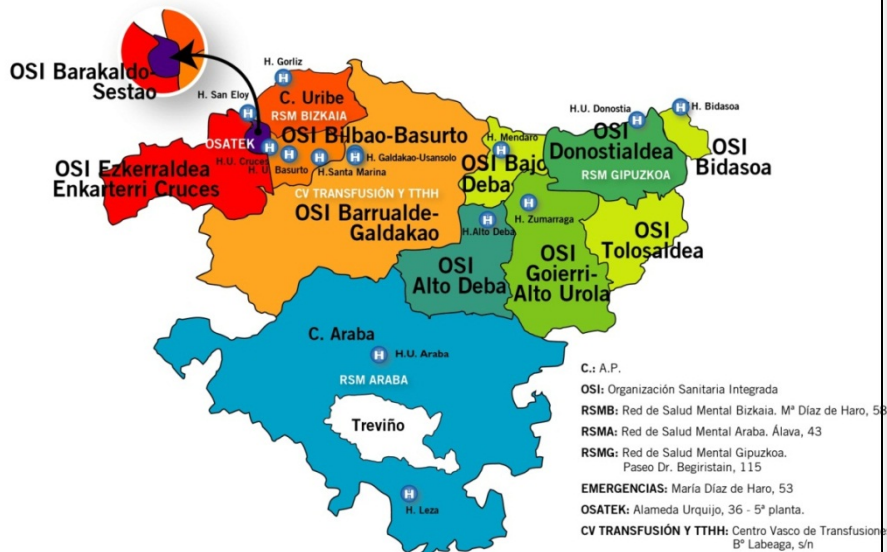 OSI Barakaldo-
Sestao
H. Gorliz
H. San Eloy
C. Uribe
RSM BIZKAIA
OSATEK
OSI Bilbao-Basurto
H.U. Cruces
H. U. Basurto
H.Santa Marina
H. Galdakao-Usansolo
OSI Ezkerraldea
Enkarterri Cruces
CV TRANSFUSIÓN Y TTHH
OSI Barrualde-
Galdakao
H. Mendaro
OSI Bajo
Deba
H.U. Donostia
H. Bidasoa
OSI
Donostialdea
RSM GIPUZKOA
OSI
Bidasoa
H. Zumarraga
H.Alto Deba
OSI
Alto Deba
OSI
Goierri-
Alto Urola
OSI
Tolosaldea
C. Araba
H.U. Araba
RSM ARABA
Treviño
H. Leza
C.: A.P.
OSI: Organización Sanitaria Integrada
RSMB: Red de Salud Mental Bizkaia. Mª Díaz de Haro, 58
RSMA: Red de Salud Mental Araba. Álava, 43
RSMG: Red de Salud Mental Gipuzkoa.
Paseo Dr. Begiristain, 115
EMERGENCIAS: María Díaz de Haro, 53
OSATEK: Alameda Urquijo, 36 - 5ª planta.
CV TRANSFUSIÓN Y TTHH: Centro Vasco de Transfusione
Bº Labeaga, s/n